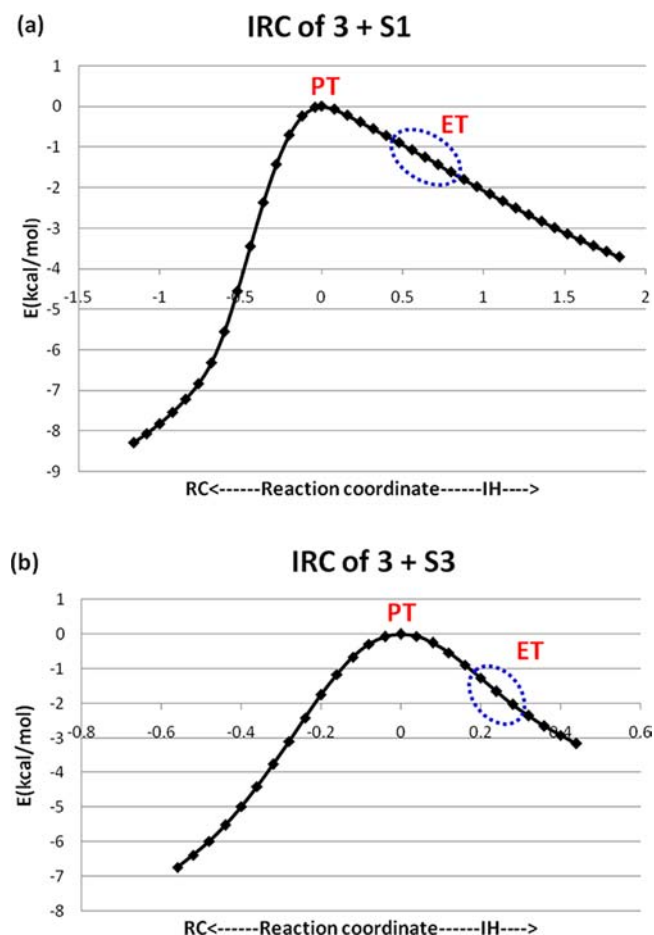 (a) IRC of 3 + S1
1
PT
0
ET
-1
-2
-3
-4
-1.5 -1 -0.5 0 0.5 1 1.5 2
-5
-6
-7
-8
-9
E(kcal/mol)
RC<------Reaction coordinate------IH---->
(b) IRC of 3 + S3
1
PT
0
ET
-1
-2
-3
-0.8 -0.6 -0.4 -0.2 0 0.2 0.4 0.6
-4
-5
-6
-7
-8
E(kcal/mol)
RC<------Reaction coordinate------IH---->